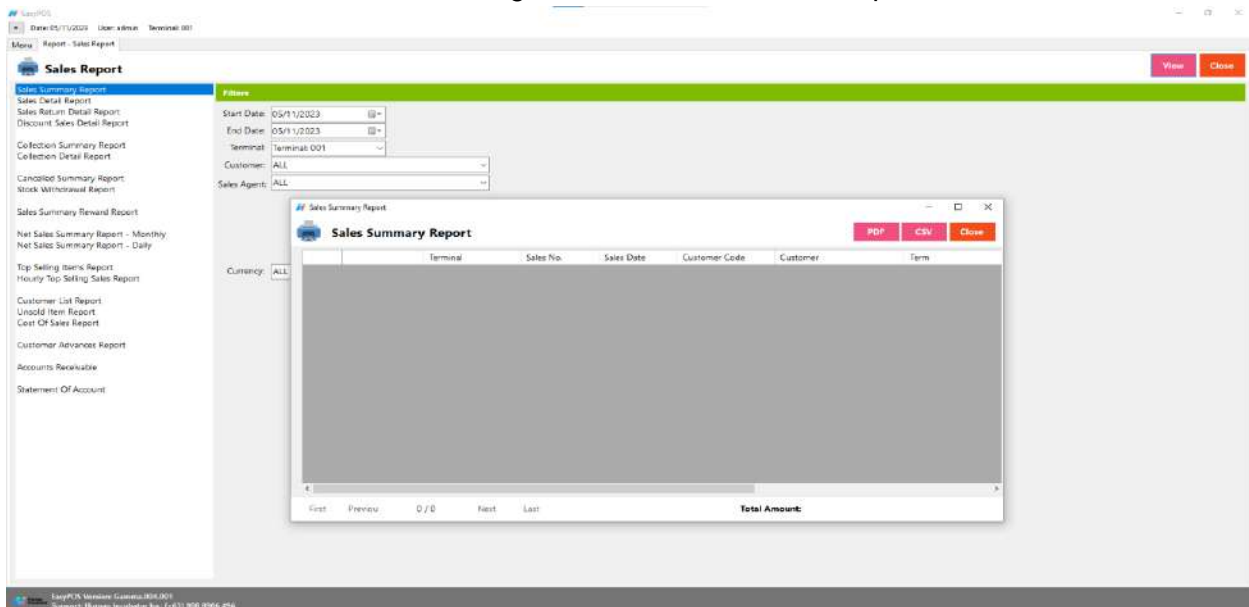 EasyPOS
Date: 05/11/2023 User: admin Terminal: 001
Menu Report - Sales Report
Sales Report
View Close
Sales Summary Report
Sales Detail Report
Sales Return Detail Report
Discount Sales Detail Report
Collection Summary Report
Collection Detail Report
Cancelled Summary Report
Stock Withdrawal Report
Sales Summary Reward Report
Net Sales Summary Report - Monthly
Net Sales Summary Report - Daily
Top Selling Items Report
Hourly Top Selling Sales Report
Customer List Report
Unsold Item Report
Cost Of Sales Report
Customer Advances Report
Accounts Receivable
Statement Of Account
Filters
Start Date: 05/11/2023
End Date: 05/11/2023
Terminal: Terminal: 001
Customer: ALL
Sales Agent: ALL
Currency: ALL
Sales Summary Report
Sales Summary Report
PDF CSV Close
Terminal Sales No. Sales Date Customer Code Customer Term
First Previou 0 / 0 Next Last Total Amount:
EasyPOS Version: Gamma.004.001
Support: